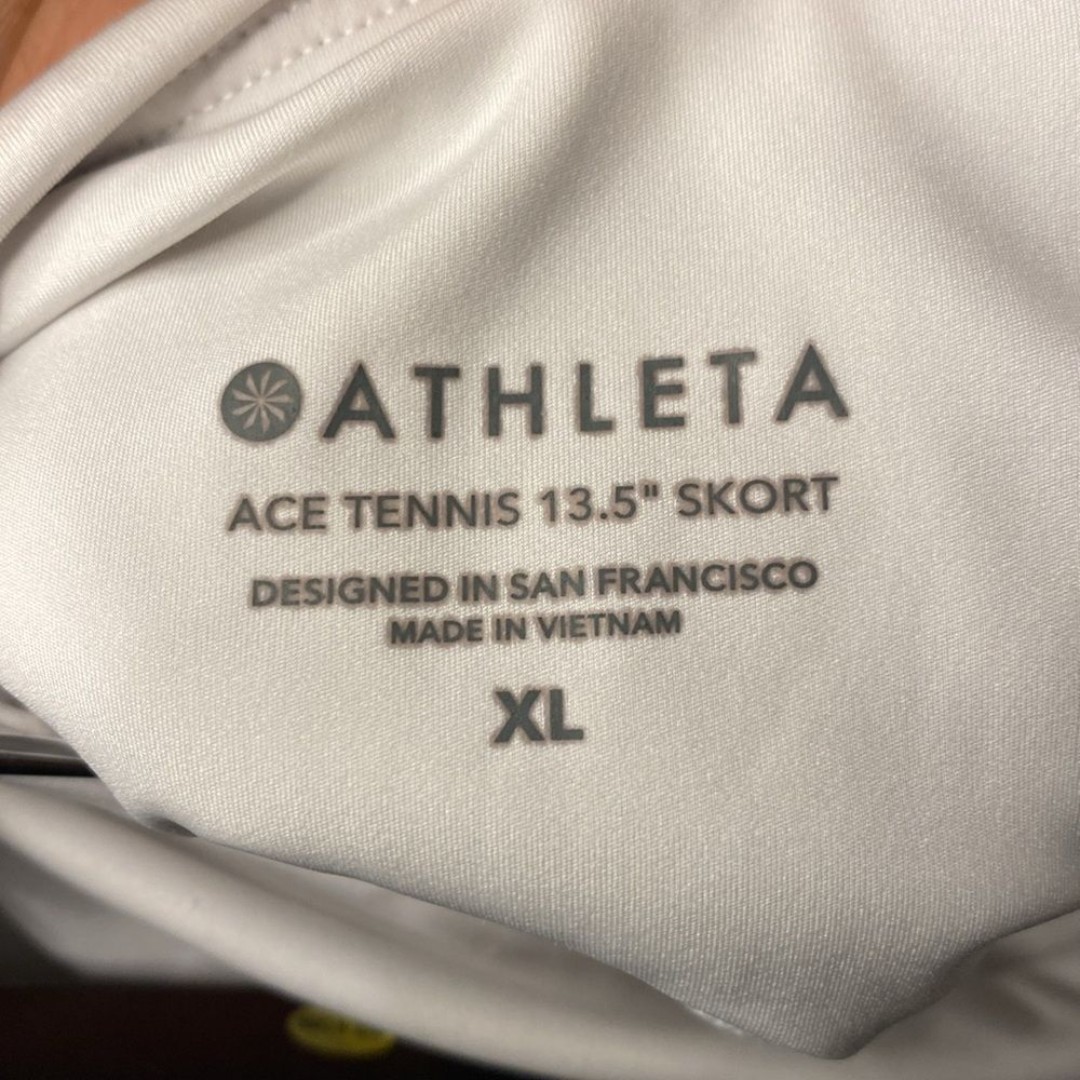 ATHLETA
ACE TENNIS 13.5" SKORT
DESIGNED IN SAN FRANCISCO
MADE IN VIETNAM
XL